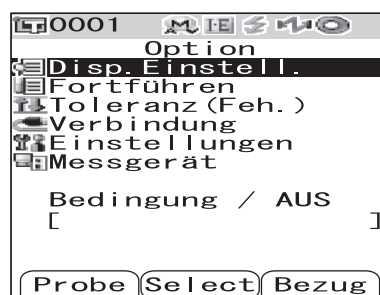 0001 M I·E
Option
Disp.Einstell.
Fortführen
Toleranz(Feh.)
Verbindung
Einstellungen
Messgerät
Bedingung / AUS
[ ]
Probe Select Bezug